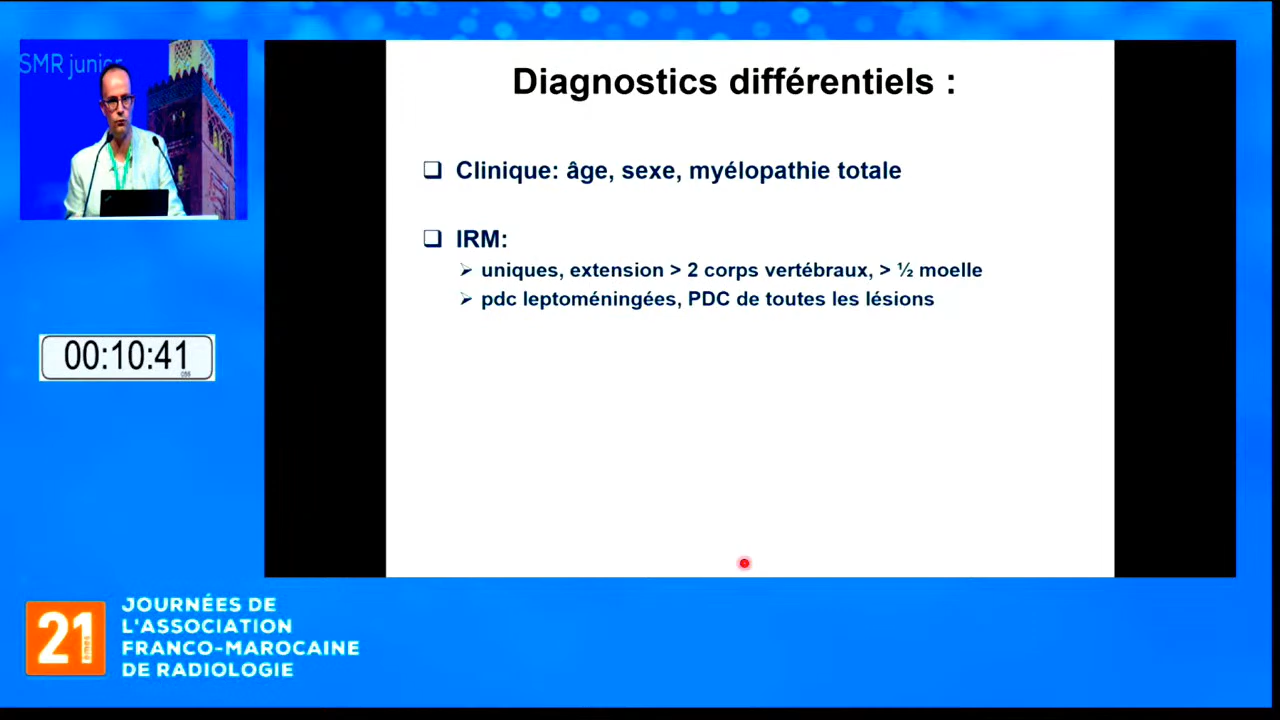 SMR junior
Diagnostics différentiels :
❑ Clinique: âge, sexe, myélopathie totale
❑ IRM:
➢ uniques, extension > 2 corps vertébraux, > ½ moelle
➢ pdc leptoméningées, PDC de toutes les lésions
00:10:41
21
èmes
JOURNÉES DE
L'ASSOCIATION
FRANCO-MAROCAINE
DE RADIOLOGIE